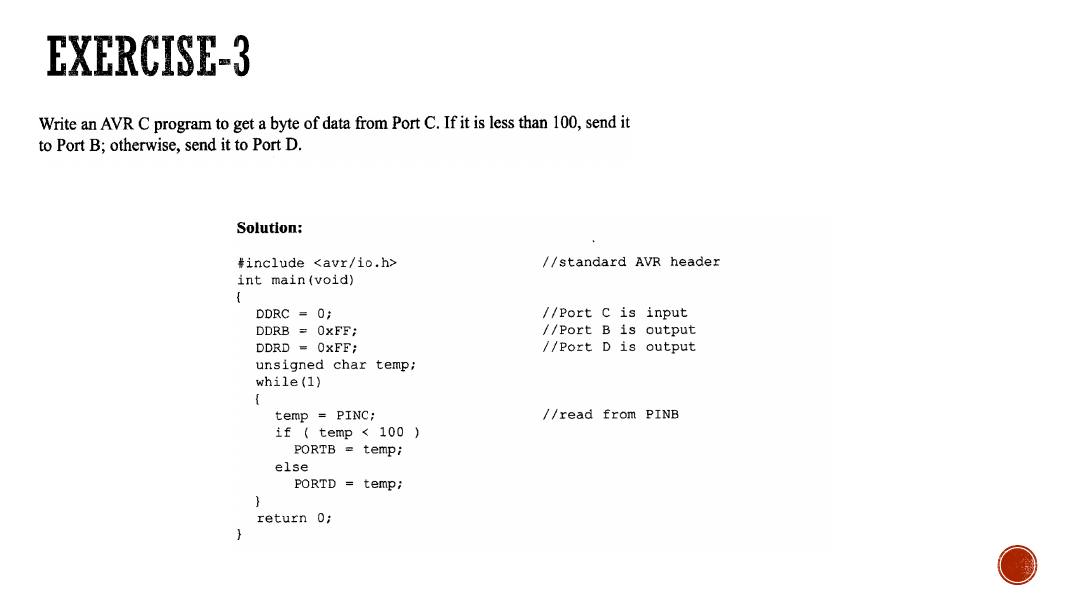 EXERCISE-3
Write an AVR C program to get a byte of data from Port C. If it is less than 100, send it
to Port B; otherwise, send it to Port D.
Solution:
#include <avr/io.h> //standard AVR header
int main(void)
{
DDRC = 0; //Port C is input
DDRB = 0xFF; //Port B is output
DDRD = 0xFF; //Port D is output
unsigned char temp;
while(1)
{
temp = PINC; //read from PINB
if ( temp < 100 )
PORTB = temp;
else
PORTD = temp;
}
return 0;
}